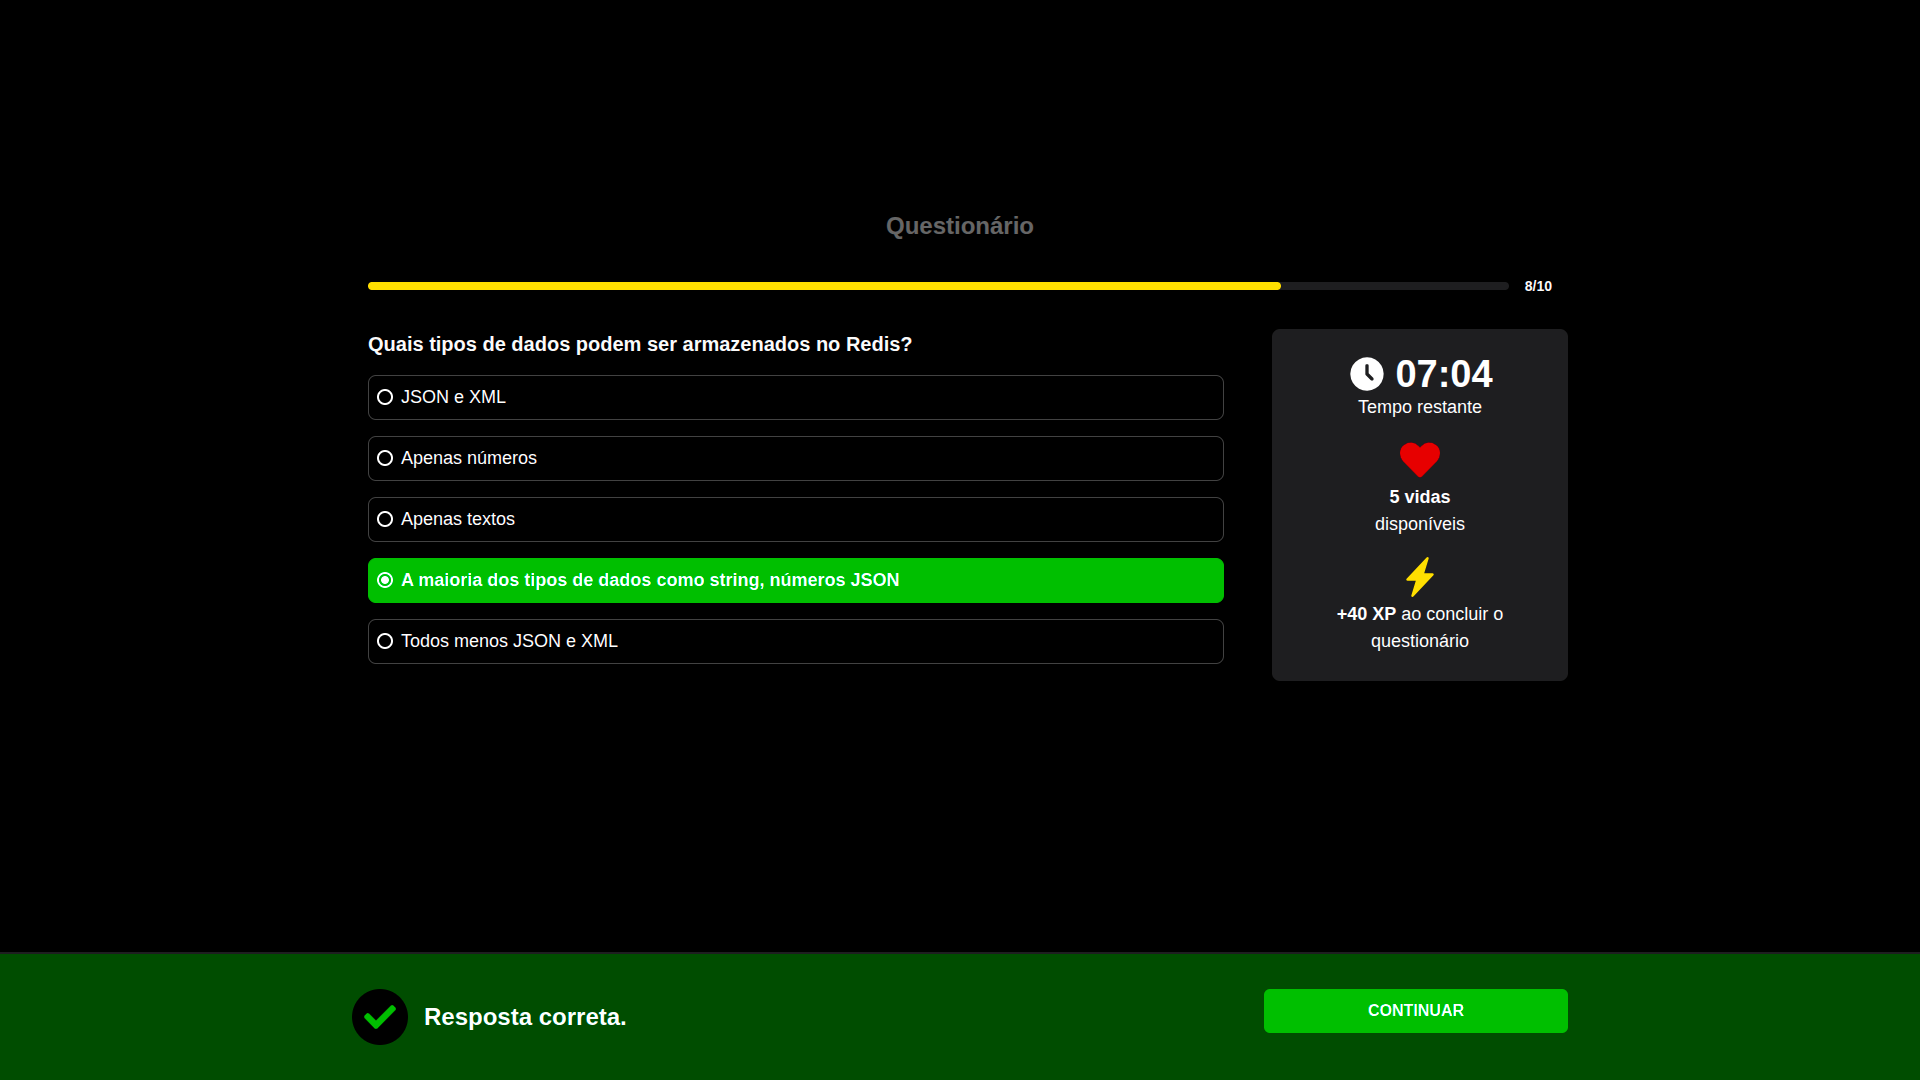 Questionário
8/10
Quais tipos de dados podem ser armazenados no Redis?
JSON e XML
Apenas números
Apenas textos
A maioria dos tipos de dados como string, números JSON
Todos menos JSON e XML
07:04
Tempo restante
5 vidas
disponíveis
+40 XP ao concluir o
questionário
Resposta correta.
CONTINUAR